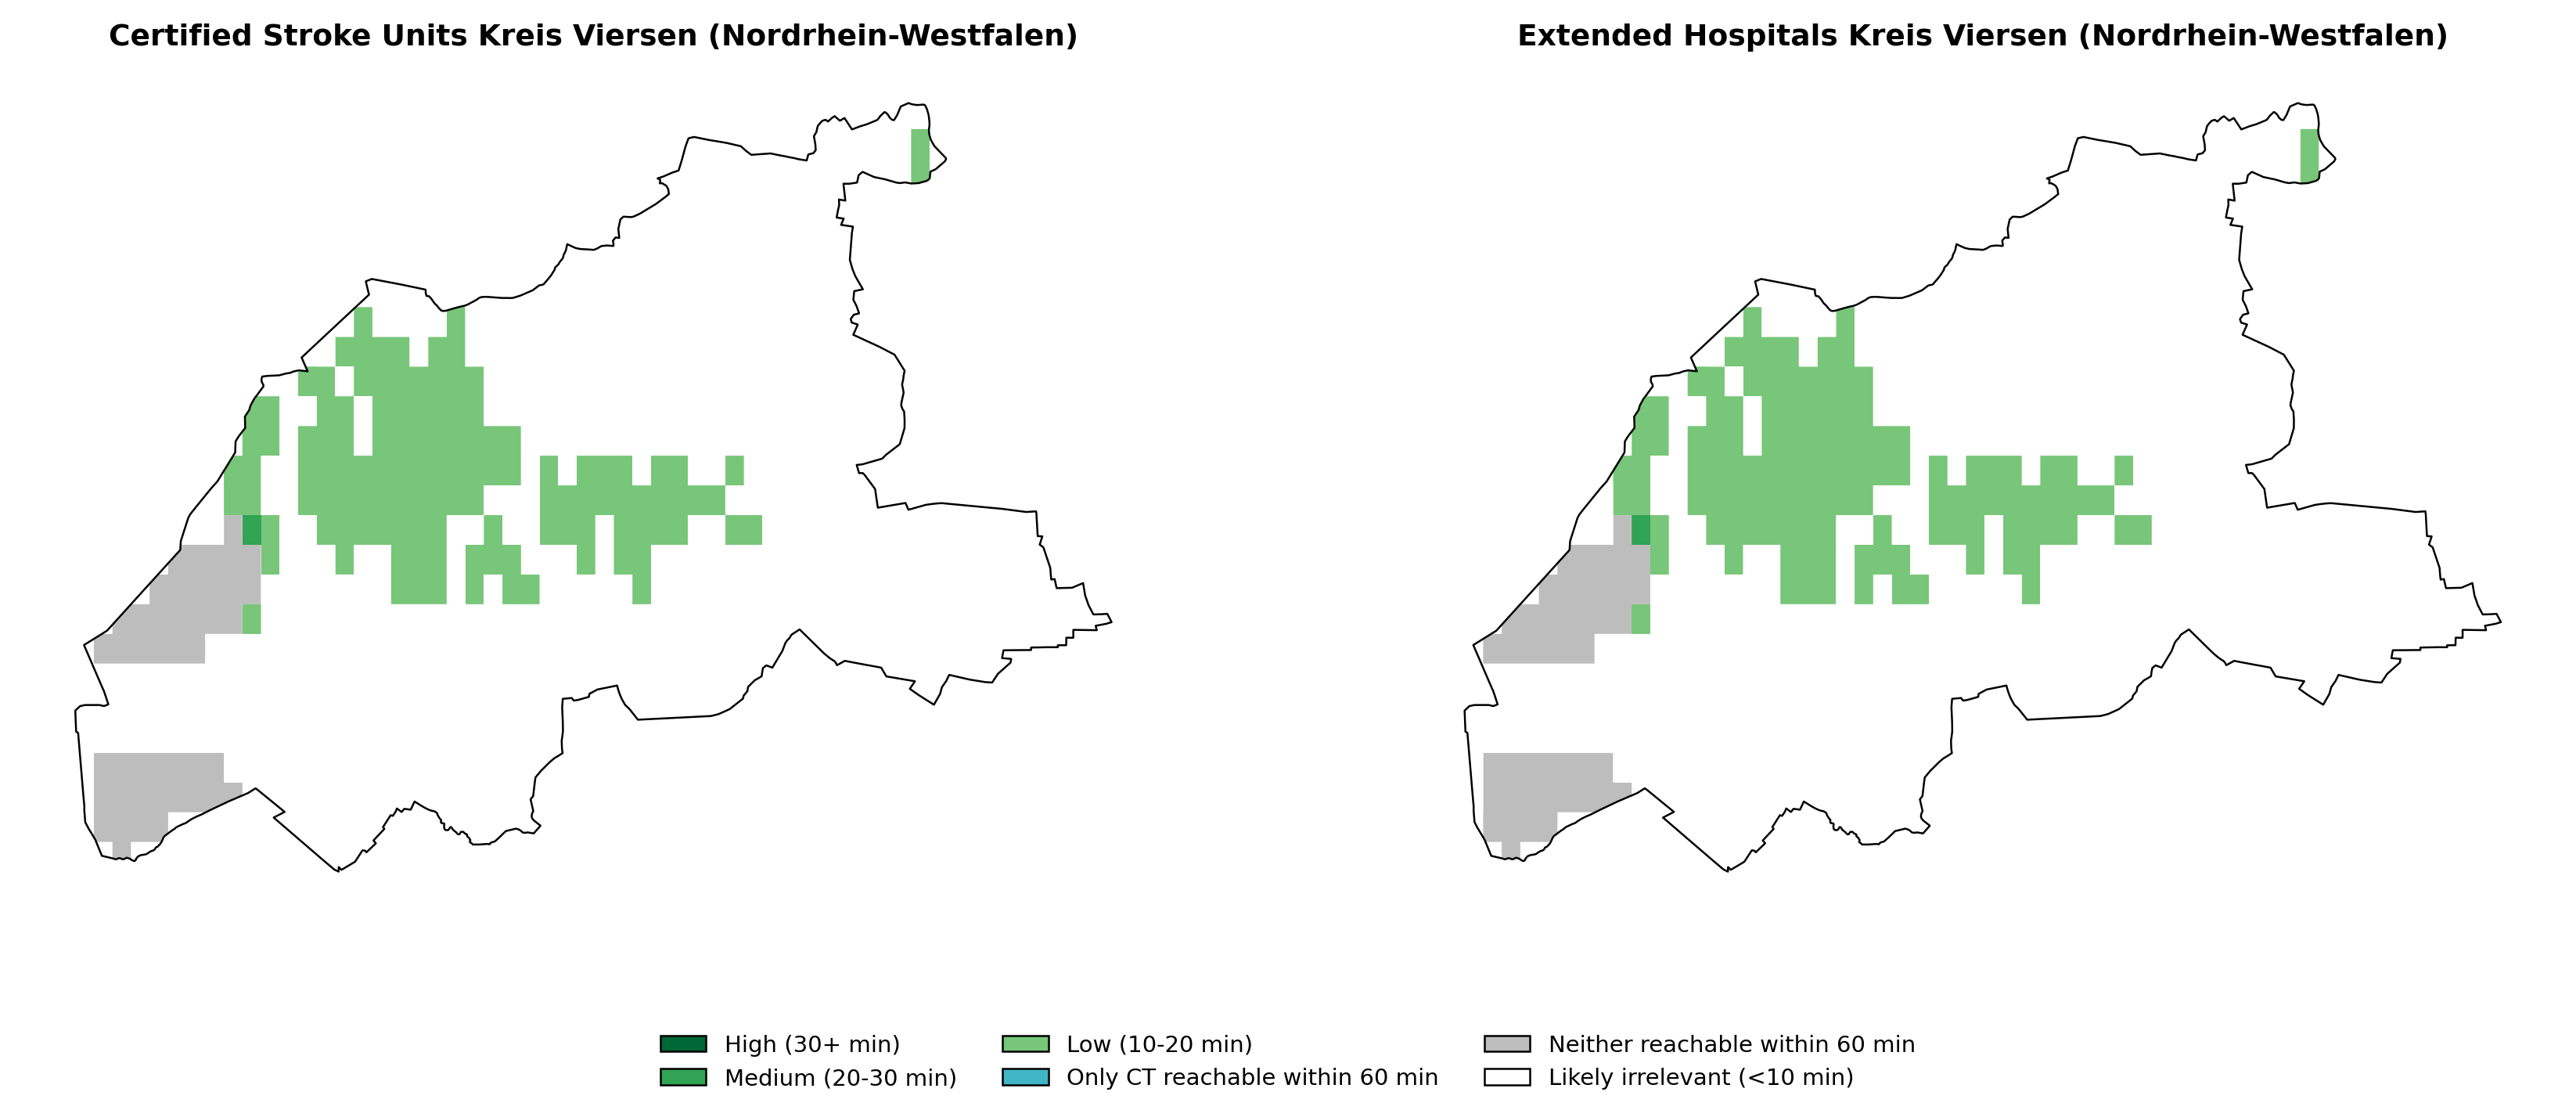 Certified Stroke Units Kreis Viersen (Nordrhein-Westfalen)
Extended Hospitals Kreis Viersen (Nordrhein-Westfalen)
High (30+ min)
Medium (20-30 min)
Low (10-20 min)
Only CT reachable within 60 min
Neither reachable within 60 min
Likely irrelevant (<10 min)